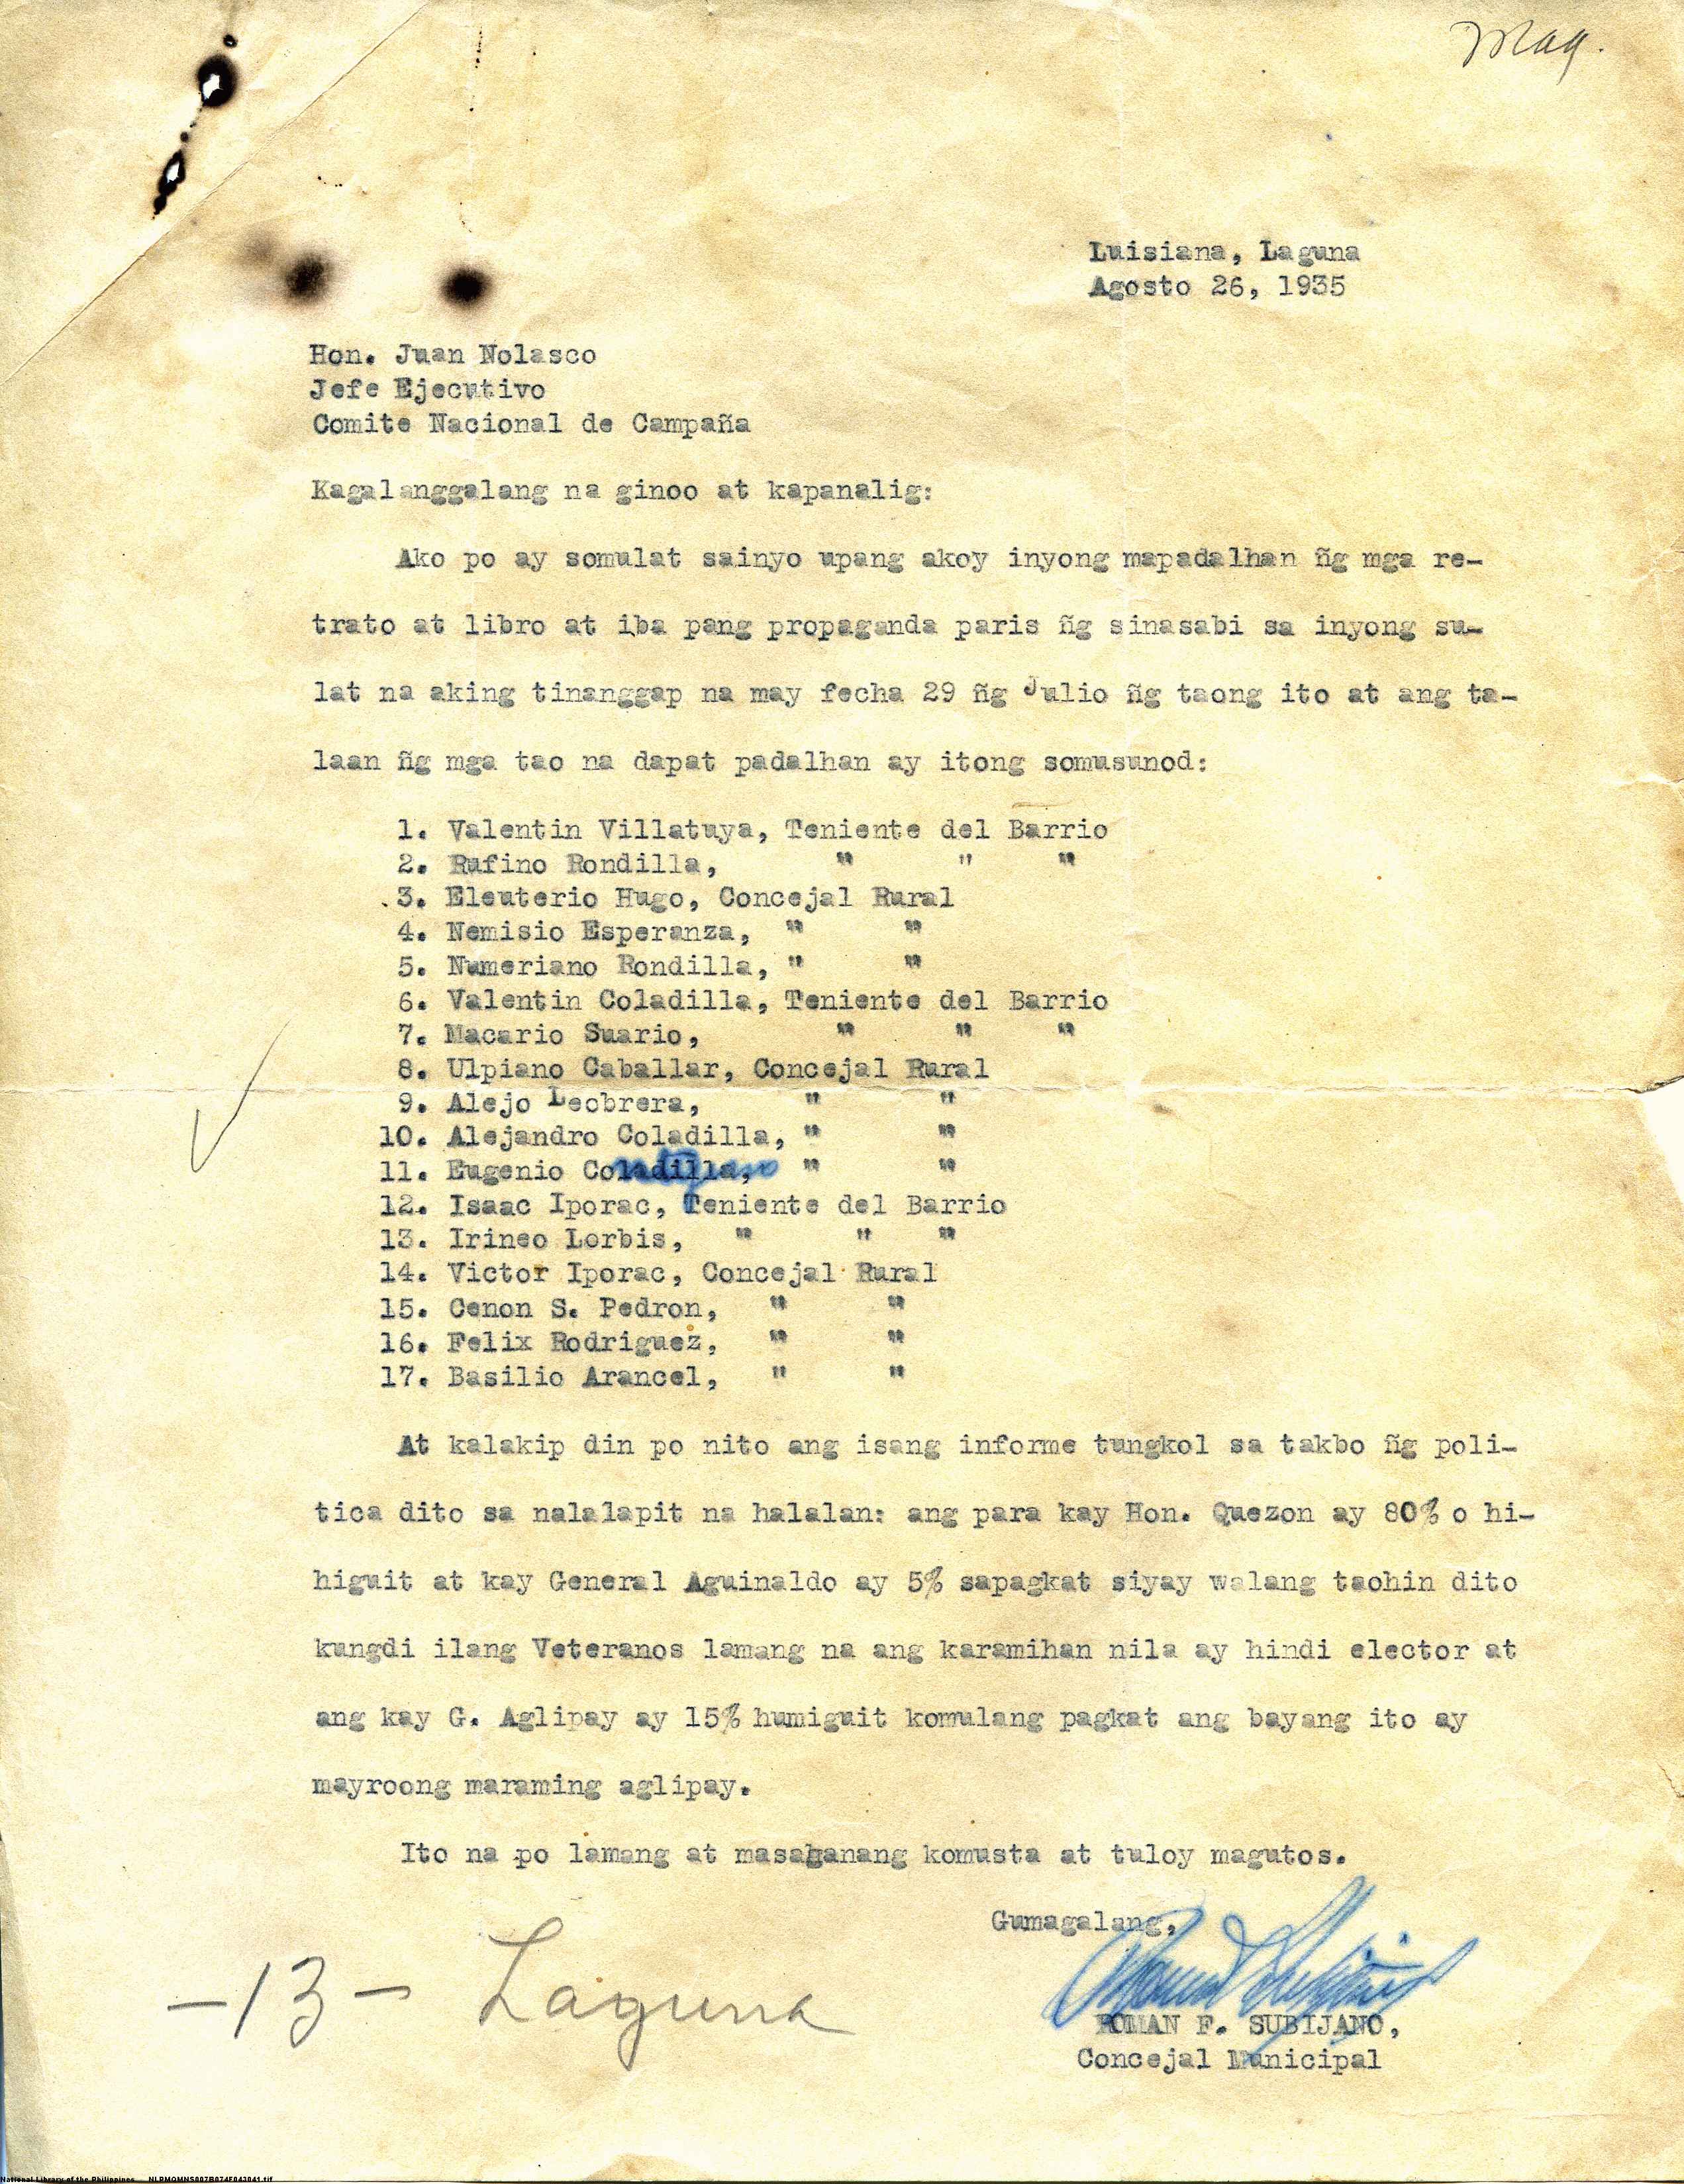 Mag.
Luisiana, Laguna
Agosto 26, 1935
Hon. Juan Nolasco
Jefe Ejecutivo
Comite Nacional de Campaña
Kagalanggalang na ginoo at kapanalig:
Ako po ay somulat sainyo upang akoy inyong mapadalhan ñg mga re-
trato at libro at iba pang propaganda paris ñg sinasabi sa inyong su-
lat na aking tinanggap na may fecha 29 ñg Julio ñg taong ito at ang ta-
laan ñg mga tao na dapat padalhan ay itong somusunod:
1. Valentin Villatuya, Teniente del Barrio
2. Rufino Rondilla, " " "
.3. Eleuterio Hugo, Concejal Rural
4. Nemisio Esperanza, " "
5. Numeriano Rondilla, " "
6. Valentin Coladilla, Teniente del Barrio
7. Macario Suario, " " "
8. Ulpiano Caballar, Concejal Rural
9. Alejo Leobrera, " "
10. Alejandro Coladilla, " "
11. Eugenio " "
12. Isaac Iporac, Teniente del Barrio
13. Irineo Lorbis, " " "
14. Victor Iporac, Concejal Rural
15. Cenon S. Pedron, " "
16. Felix Rodriguez, " "
17. Basilio Arancel, " "
At kalakip din po nito ang isang informe tungkol sa takbo ñg poli-
tica dito sa nalalapit na halalan: ang para kay Hon. Quezon ay 80% o hi-
higuit at kay General Aguinaldo ay 5% sapagkat siyay walang taohin dito
kungdi ilang Veteranos lamang na ang karamihan nila ay hindi elector at
ang kay G. Aglipay ay 15% humiguit komulang pagkat ang bayang ito ay
mayroong maraming aglipay.
Ito na po lamang at masaganang komusta at tuloy magutos.
Gumagalang,
ROMAN F. SUBIJANO,
Concejal Municipal
-13- Laguna
National Library of the Philippines NLPMQMNS007B074F043041.tif